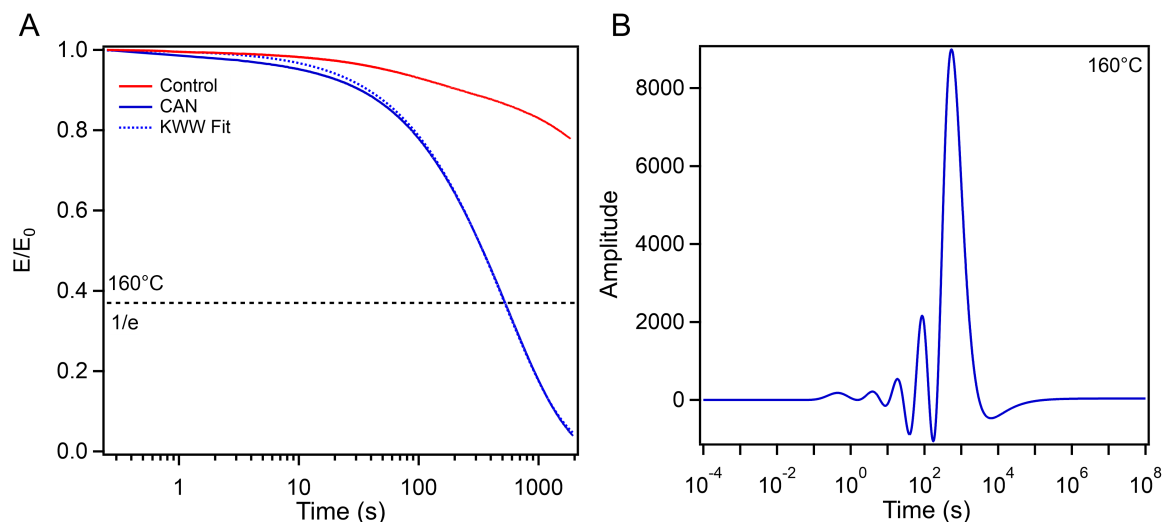 A
E/E₀
1.0
0.8
0.6
0.4
0.2
0.0
Control
CAN
KWW Fit
160°C
1/e
1
10
100
1000
Time (s)
B
Amplitude
8000
6000
4000
2000
0
160°C
10⁻⁴
10⁻²
10⁰
10²
10⁴
10⁶
10⁸
Time (s)